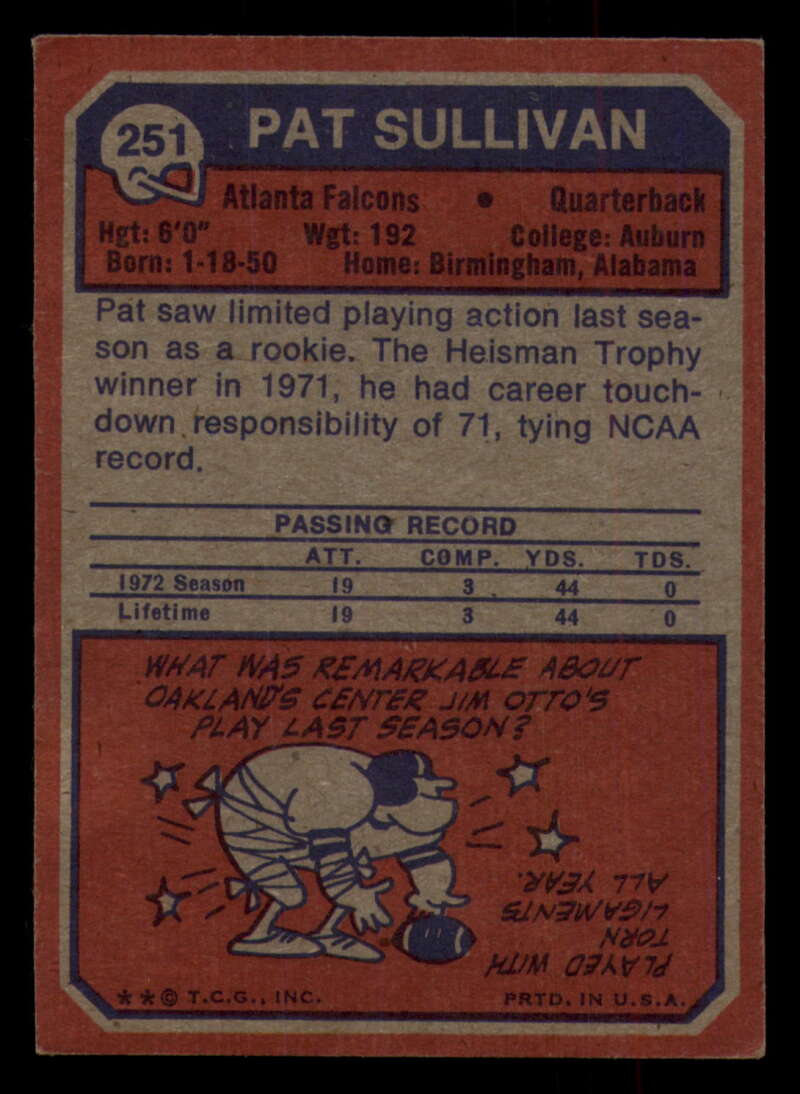 251 PAT SULLIVAN
Atlanta Falcons • Quarterback
Hgt: 6'0" Wgt: 192 College: Auburn
Born: 1-18-50 Home: Birmingham, Alabama
Pat saw limited playing action last sea-
son as a rookie. The Heisman Trophy
winner in 1971, he had career touch-
down responsibility of 71, tying NCAA
record.
PASSING RECORD
ATT. COMP. YDS. TDS.
1972 Season 19 3 44 0
Lifetime 19 3 44 0
WHAT WAS REMARKABLE ABOUT
OAKLAND'S CENTER JIM OTTO'S
PLAY LAST SEASON?
PLAYED WITH
TORN
LIGAMENTS
ALL YEAR.
**© T.C.G., INC. PRTD. IN U.S.A.